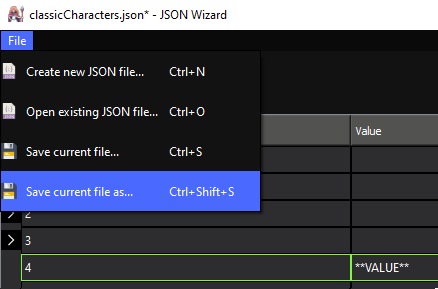 classicCharacters.json* - JSON Wizard
File
Create new JSON file... Ctrl+N
Open existing JSON file... Ctrl+O
Value
Save current file... Ctrl+S
Save current file as... Ctrl+Shift+S
3
4 **VALUE**